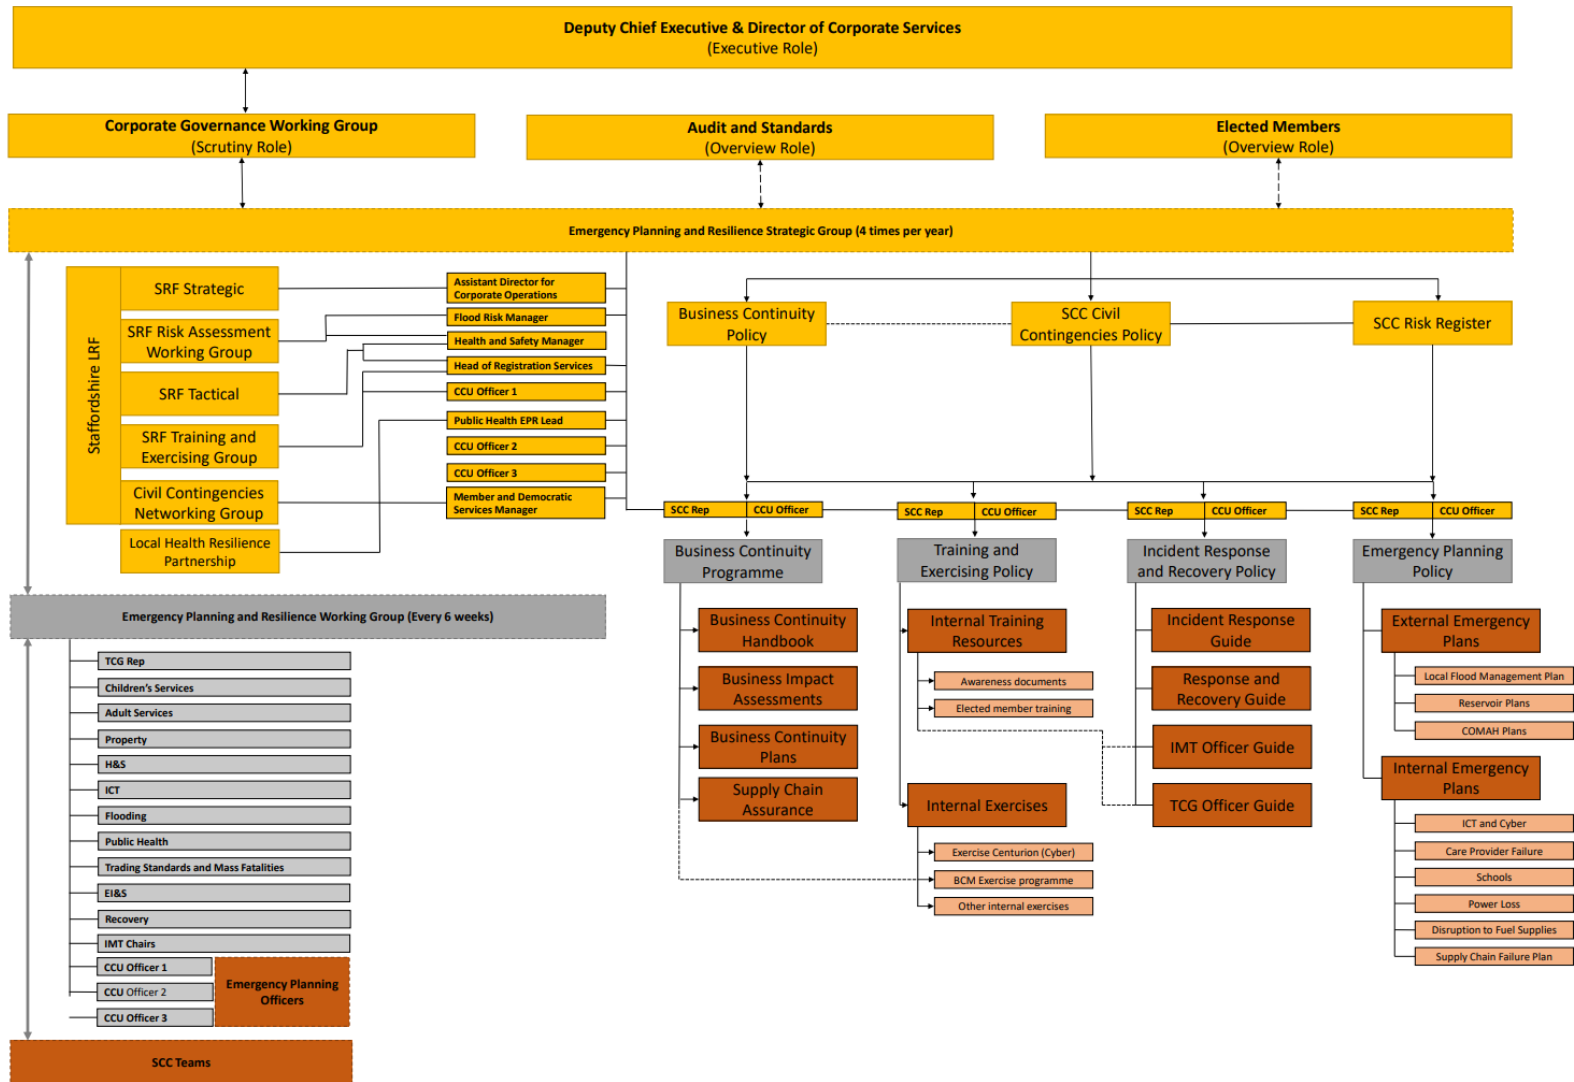 Deputy Chief Executive & Director of Corporate Services
(Executive Role)
Corporate Governance Working Group
(Scrutiny Role)
Audit and Standards
(Overview Role)
Elected Members
(Overview Role)
Emergency Planning and Resilience Strategic Group (4 times per year)
Staffordshire LRF
SRF Strategic
SRF Risk Assessment
Working Group
SRF Tactical
SRF Training and
Exercising Group
Civil Contingencies
Networking Group
Local Health Resilience
Partnership
Assistant Director for
Corporate Operations
Flood Risk Manager
Health and Safety Manager
Head of Registration Services
CCU Officer 1
Public Health EPR Lead
CCU Officer 2
CCU Officer 3
Member and Democratic
Services Manager
Business Continuity
Policy
SCC Civil
Contingencies Policy
SCC Risk Register
SCC Rep
CCU Officer
SCC Rep
CCU Officer
SCC Rep
CCU Officer
SCC Rep
CCU Officer
Business Continuity
Programme
Training and
Exercising Policy
Incident Response
and Recovery Policy
Emergency Planning
Policy
Business Continuity
Handbook
Business Impact
Assessments
Business Continuity
Plans
Supply Chain
Assurance
Internal Training
Resources
Awareness documents
Elected member training
Internal Exercises
Exercise Centurion (Cyber)
BCM Exercise programme
Other internal exercises
Incident Response
Guide
Response and
Recovery Guide
IMT Officer Guide
TCG Officer Guide
External Emergency
Plans
Local Flood Management Plan
Reservoir Plans
COMAH Plans
Internal Emergency
Plans
ICT and Cyber
Care Provider Failure
Schools
Power Loss
Disruption to Fuel Supplies
Supply Chain Failure Plan
Emergency Planning and Resilience Working Group (Every 6 weeks)
TCG Rep
Children's Services
Adult Services
Property
H&S
ICT
Flooding
Public Health
Trading Standards and Mass Fatalities
EI&S
Recovery
IMT Chairs
CCU Officer 1
CCU Officer 2
CCU Officer 3
Emergency Planning
Officers
SCC Teams